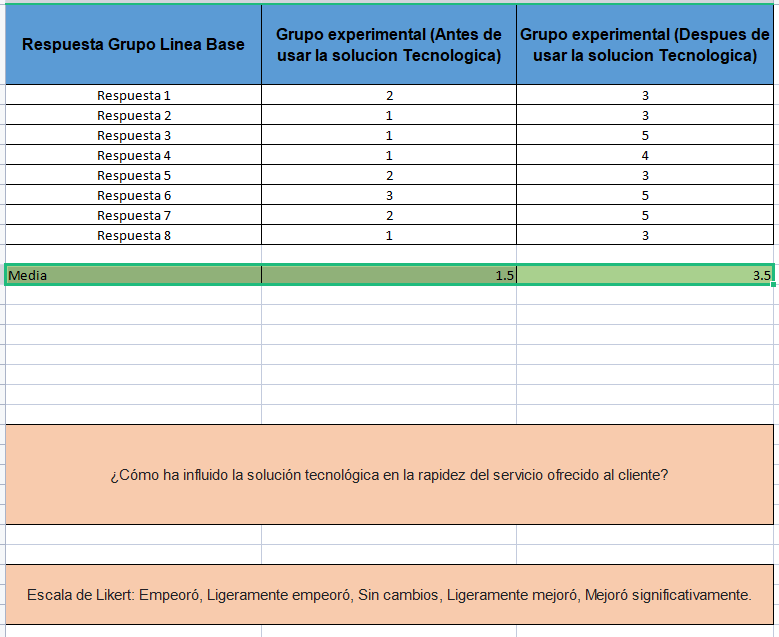 Respuesta Grupo Linea Base | Grupo experimental (Antes de usar la solucion Tecnologica) | Grupo experimental (Despues de usar la solucion Tecnologica)
Respuesta 1 2 3
Respuesta 2 1 3
Respuesta 3 1 5
Respuesta 4 1 4
Respuesta 5 2 3
Respuesta 6 3 5
Respuesta 7 2 5
Respuesta 8 1 3
Media 1.5 3.5
¿Cómo ha influido la solución tecnológica en la rapidez del servicio ofrecido al cliente?
Escala de Likert: Empeoró, Ligeramente empeoró, Sin cambios, Ligeramente mejoró, Mejoró significativamente.